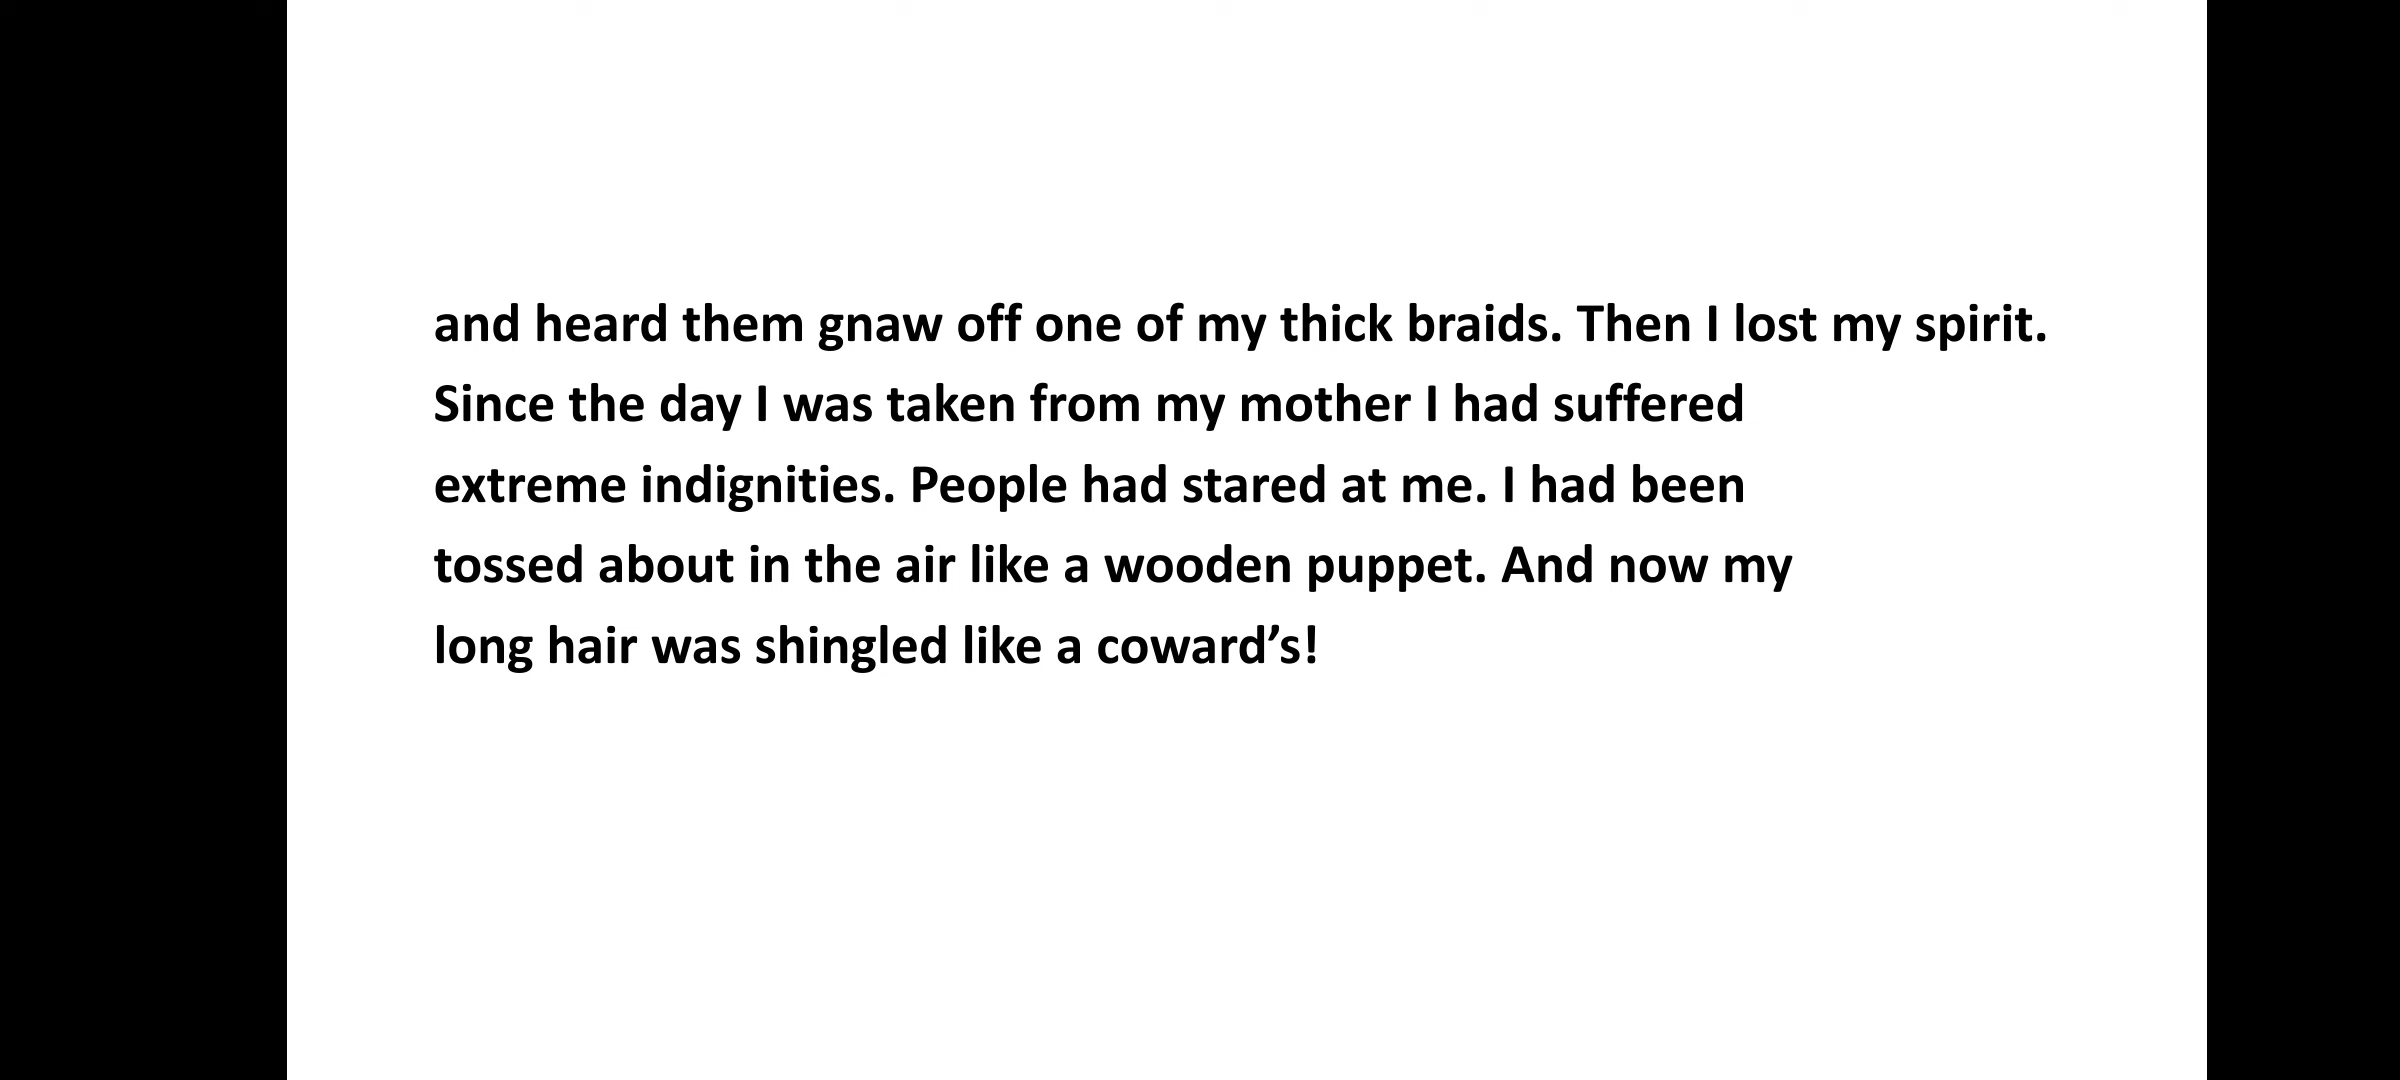 and heard them gnaw off one of my thick braids. Then I lost my spirit.
Since the day I was taken from my mother I had suffered
extreme indignities. People had stared at me. I had been
tossed about in the air like a wooden puppet. And now my
long hair was shingled like a coward’s!